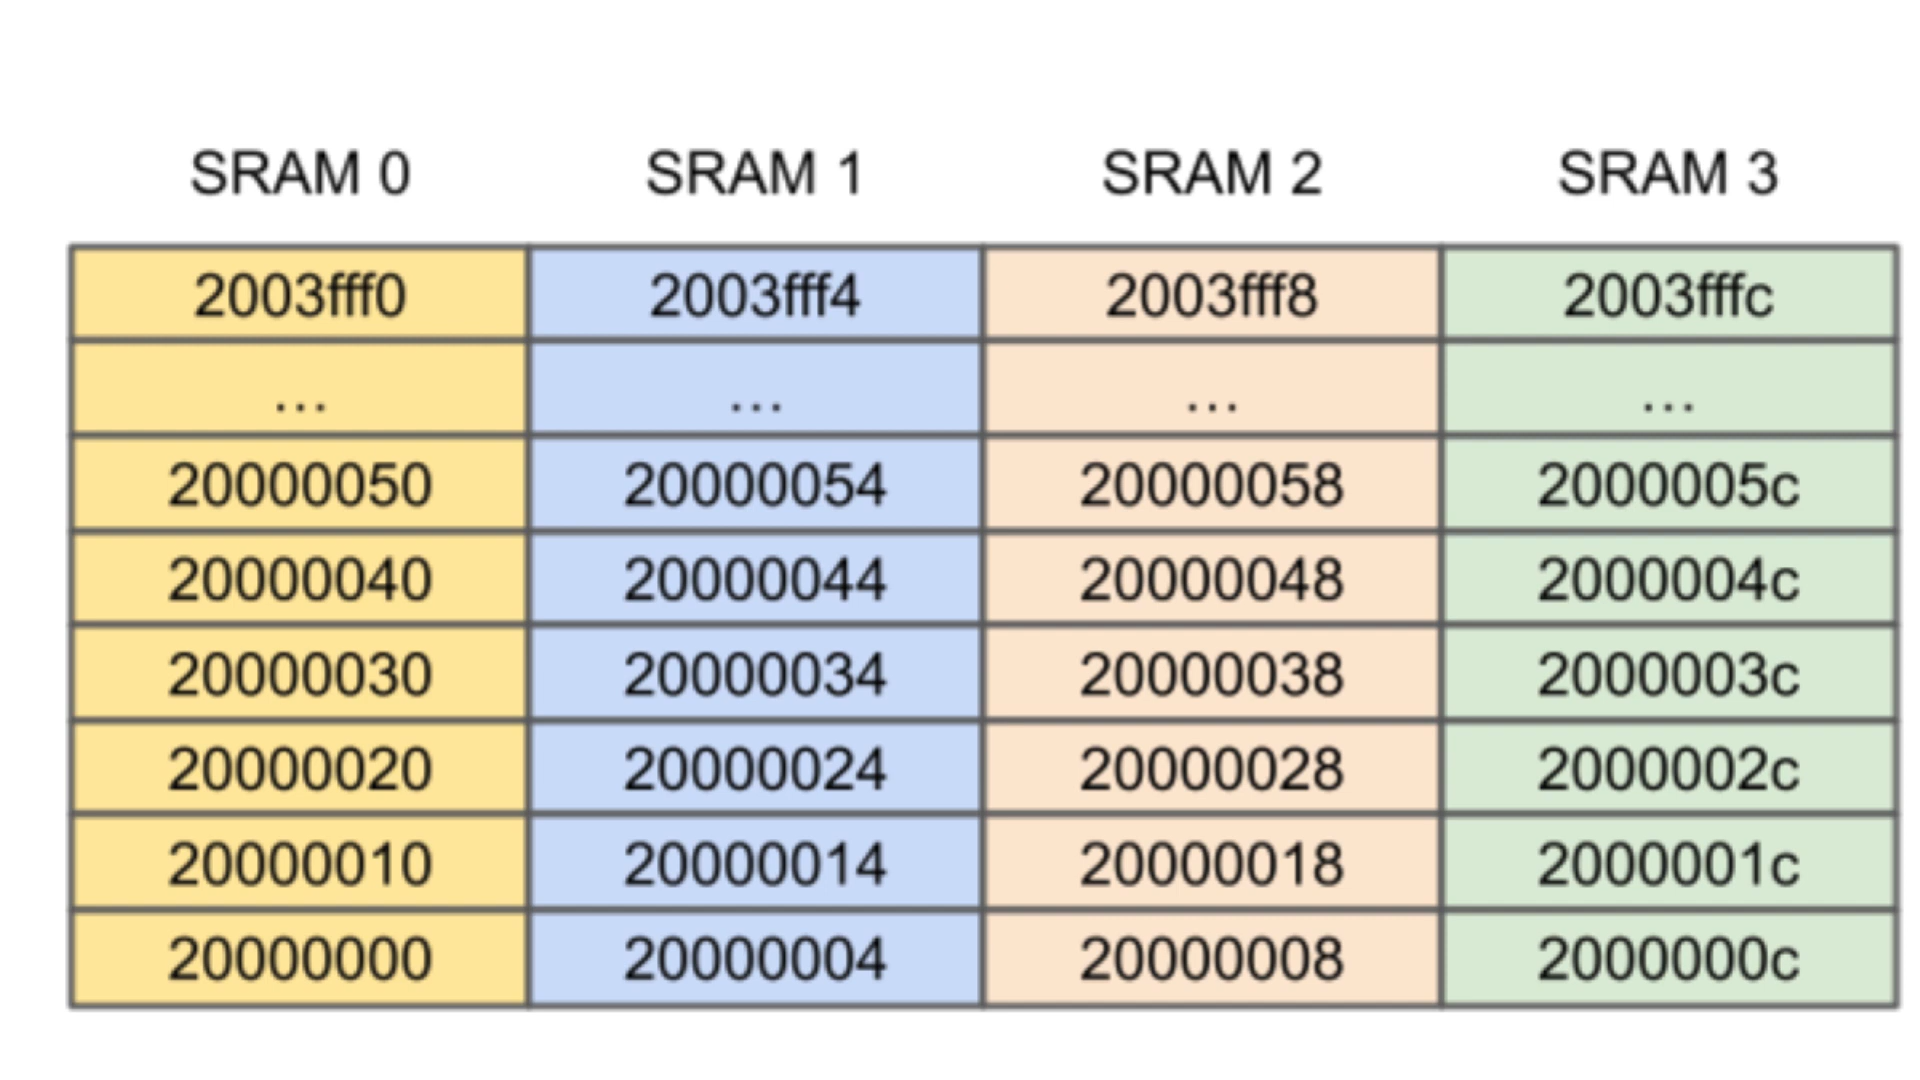 SRAM 0 SRAM 1 SRAM 2 SRAM 3
2003fff0 2003fff4 2003fff8 2003fffc
... ... ... ...
20000050 20000054 20000058 2000005c
20000040 20000044 20000048 2000004c
20000030 20000034 20000038 2000003c
20000020 20000024 20000028 2000002c
20000010 20000014 20000018 2000001c
20000000 20000004 20000008 2000000c